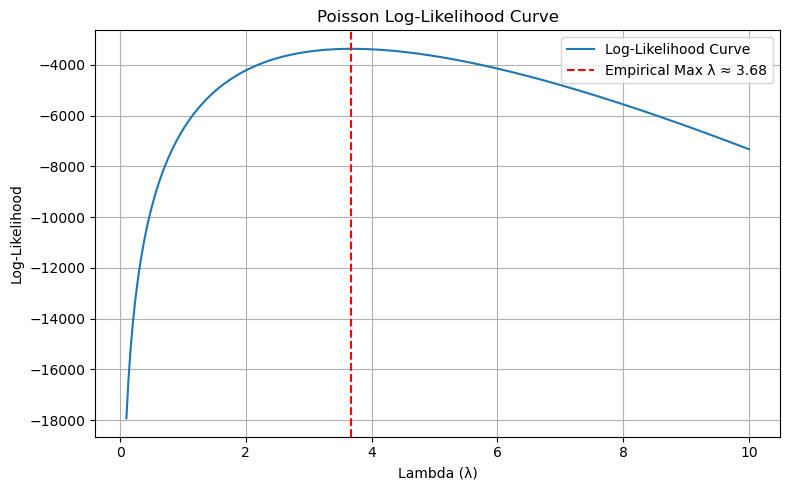 Poisson Log-Likelihood Curve
Log-Likelihood Curve
Empirical Max λ ≈ 3.68
Log-Likelihood
−4000
−6000
−8000
−10000
−12000
−14000
−16000
−18000
0 2 4 6 8 10
Lambda (λ)